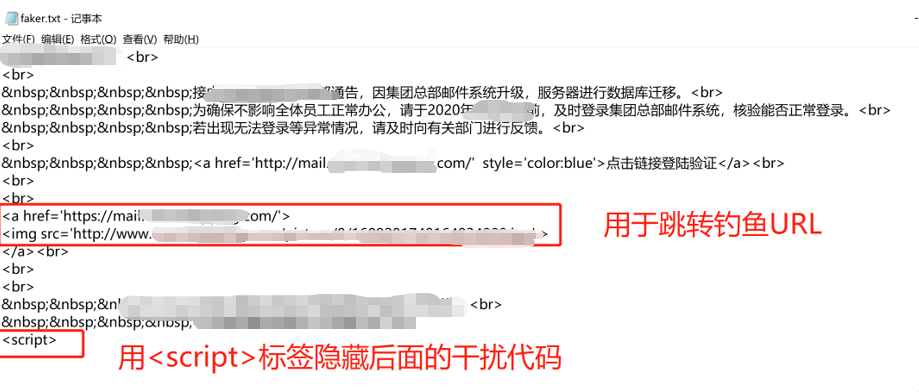 faker.txt - 记事本
文件(F) 编辑(E) 格式(O) 查看(V) 帮助(H)
<br>
<br>
&nbsp;&nbsp;&nbsp;&nbsp;接 通告，因集团总部邮件系统升级，服务器进行数据库迁移。<br>
&nbsp;&nbsp;&nbsp;&nbsp;为确保不影响全体员工正常办公，请于2020年 前，及时登录集团总部邮件系统，核验能否正常登录。<br>
&nbsp;&nbsp;&nbsp;&nbsp;若出现无法登录等异常情况，请及时向有关部门进行反馈。<br>
<br>
&nbsp;&nbsp;&nbsp;&nbsp;<a href='http://mail. .com/' style='color:blue'>点击链接登陆验证</a><br>
<br>
<br>
<a href='https://mail. .com/'>
<img src='http://www. >
用于跳转钓鱼URL
</a><br>
<br>
<br>
&nbsp;&nbsp; <br>
&nbsp;&nbsp;&nbsp;&nbsp;
<script>
用<script>标签隐藏后面的干扰代码